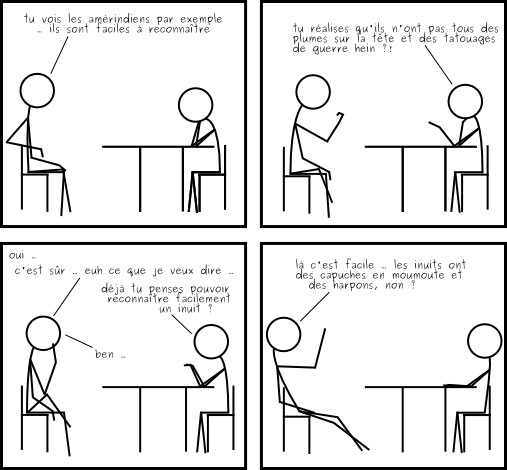 tu vois les amérindiens par exemple
… ils sont faciles à reconnaître
tu réalises qu'ils n'ont pas tous des
plumes sur la tête et des tatouages
de guerre hein ?!
oui …
c'est sûr … euh ce que je veux dire …
déjà tu penses pouvoir
reconnaître facilement
un inuit ?
ben …
là c'est facile … les inuits ont
des capuches en moumoute et
des harpons, non ?